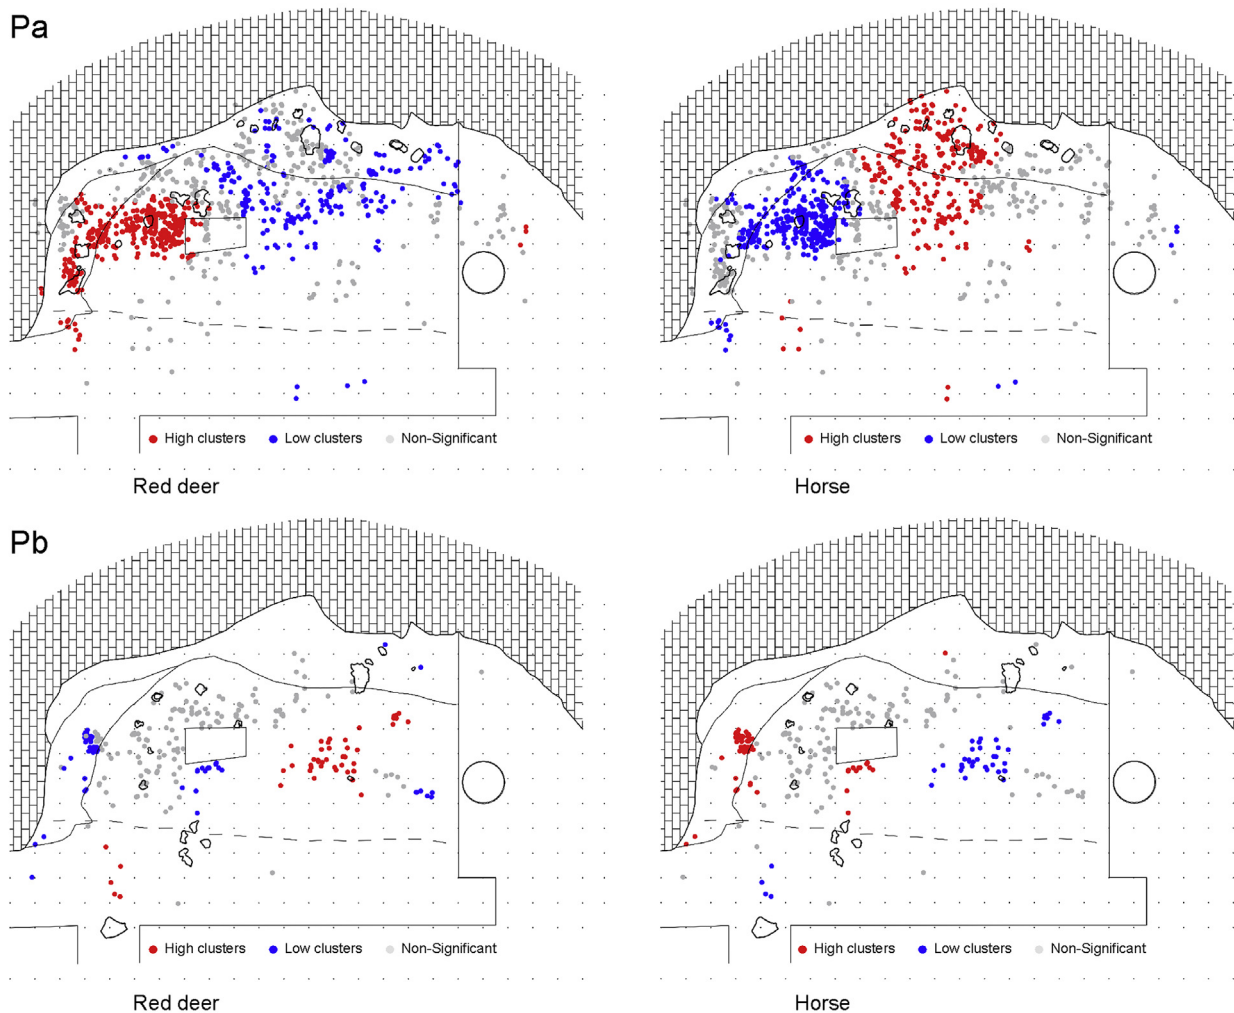 Pa
High clusters Low clusters Non-Significant
Red deer
High clusters Low clusters Non-Significant
Horse
Pb
High clusters Low clusters Non-Significant
Red deer
High clusters Low clusters Non-Significant
Horse